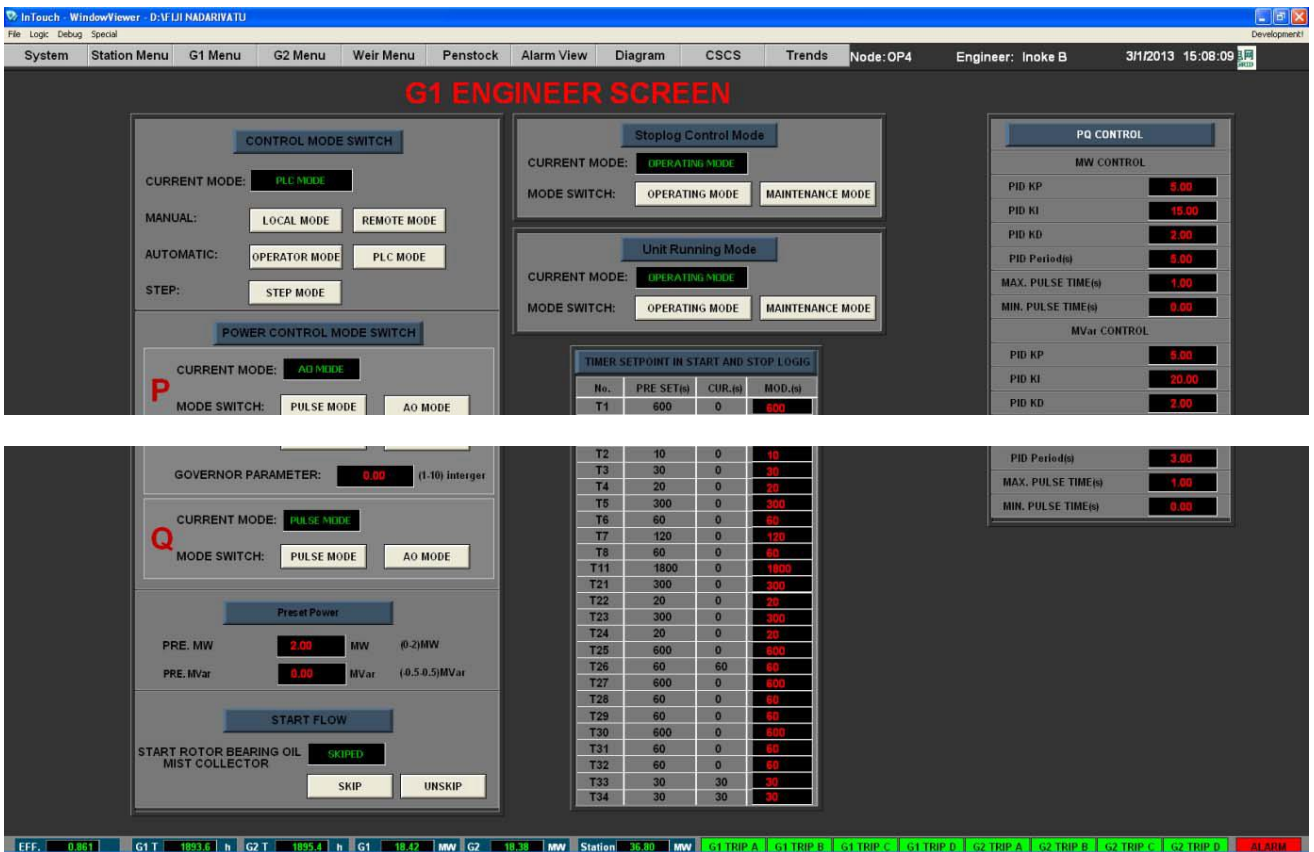 InTouch - WindowViewer - D:\FIJI NADARIVATU
File Logic Debug Special Development!
System Station Menu G1 Menu G2 Menu Weir Menu Penstock Alarm View Diagram CSCS Trends Node:OP4 Engineer: Inoke B 3/1/2013 15:08:09
G1 ENGINEER SCREEN
CONTROL MODE SWITCH
CURRENT MODE: PLC MODE
MANUAL: LOCAL MODE REMOTE MODE
AUTOMATIC: OPERATOR MODE PLC MODE
STEP: STEP MODE
POWER CONTROL MODE SWITCH
P
CURRENT MODE: AO MODE
MODE SWITCH: PULSE MODE AO MODE
GOVERNOR PARAMETER: 0.00 (1-10) interger
Q
CURRENT MODE: PULSE MODE
MODE SWITCH: PULSE MODE AO MODE
Preset Power
PRE. MW 2.00 MW (0-2)MW
PRE. MVar 0.00 MVar (-0.5-0.5)MVar
START FLOW
START ROTOR BEARING OIL SKIPED
MIST COLLECTOR
SKIP UNSKIP
Stoplog Control Mode
CURRENT MODE: OPERATING MODE
MODE SWITCH: OPERATING MODE MAINTENANCE MODE
Unit Running Mode
CURRENT MODE: OPERATING MODE
MODE SWITCH: OPERATING MODE MAINTENANCE MODE
TIMER SETPOINT IN START AND STOP LOGIG
No. PRE SET(s) CUR.(s) MOD.(s)
T1 600 0 600
T2 10 0 10
T3 30 0 30
T4 20 0 20
T5 300 0 300
T6 60 0 60
T7 120 0 120
T8 60 0 60
T11 1800 0 1800
T21 300 0 300
T22 20 0 20
T23 300 0 300
T24 20 0 20
T25 600 0 600
T26 60 60 60
T27 600 0 600
T28 60 0 60
T29 60 0 60
T30 600 0 600
T31 60 0 60
T32 60 0 60
T33 30 30 30
T34 30 30 30
PQ CONTROL
MW CONTROL
PID KP 5.00
PID KI 15.00
PID KD 2.00
PID Period(s) 5.00
MAX. PULSE TIME(s) 1.00
MIN. PULSE TIME(s) 0.00
MVar CONTROL
PID KP 5.00
PID KI 20.00
PID KD 2.00
PID Period(s) 3.00
MAX. PULSE TIME(s) 1.00
MIN. PULSE TIME(s) 0.00
EFF. 0.861 G1 T 1893.6 h G2 T 1895.4 h G1 18.42 MW G2 18.38 MW Station 36.80 MW G1 TRIP A G1 TRIP B G1 TRIP C G1 TRIP D G2 TRIP A G2 TRIP B G2 TRIP C G2 TRIP D ALARM